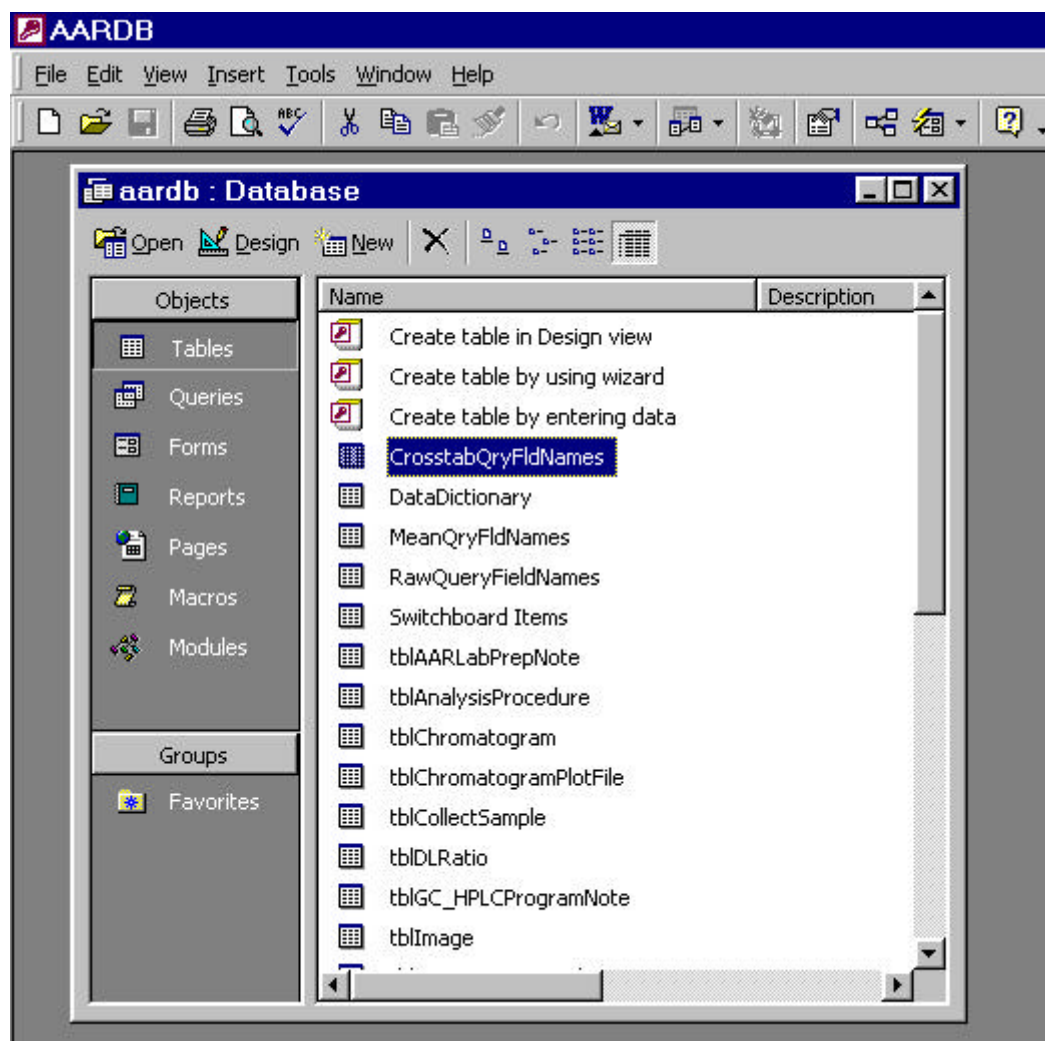 AARDB
File Edit View Insert Tools Window Help
ABC
aardb : Database
Open Design New
Objects
Tables
Queries
Forms
Reports
Pages
Macros
Modules
Groups
Favorites
Name Description
Create table in Design view
Create table by using wizard
Create table by entering data
CrosstabQryFldNames
DataDictionary
MeanQryFldNames
RawQueryFieldNames
Switchboard Items
tblAARLabPrepNote
tblAnalysisProcedure
tblChromatogram
tblChromatogramPlotFile
tblCollectSample
tblDLRatio
tblGC_HPLCProgramNote
tblImage